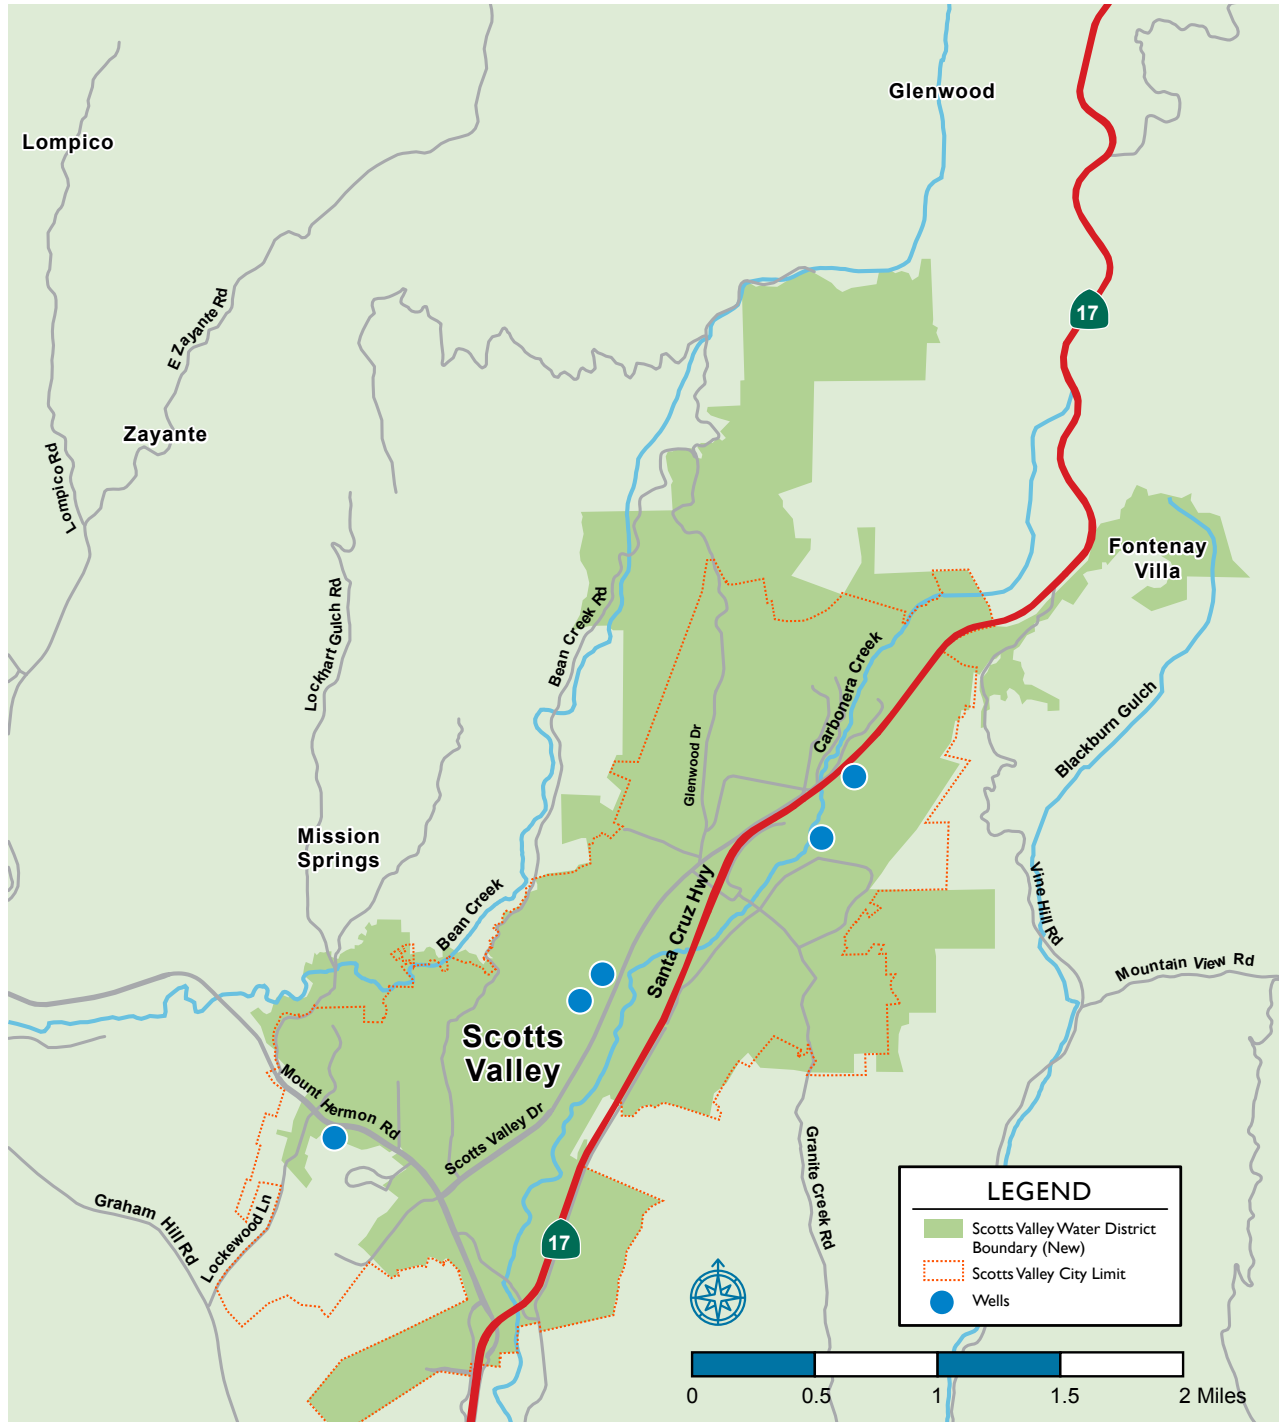 Glenwood
Lompico
17
E Zayante Rd
Zayante
Lompico Rd
Fontenay
Villa
Lockhart Gulch Rd
Bean Creek Rd
Carbonera Creek
Blackburn Gulch
Glenwood Dr
Mission
Springs
Santa Cruz Hwy
Vine Hill Rd
Bean Creek
Mountain View Rd
Scotts
Valley
Mount Hermon Rd
Scotts Valley Dr
Granite Creek Rd
Graham Hill Rd
Lockewood Ln
17
LEGEND
Scotts Valley Water District
Boundary (New)
Scotts Valley City Limit
Wells
0 0.5 1 1.5 2 Miles